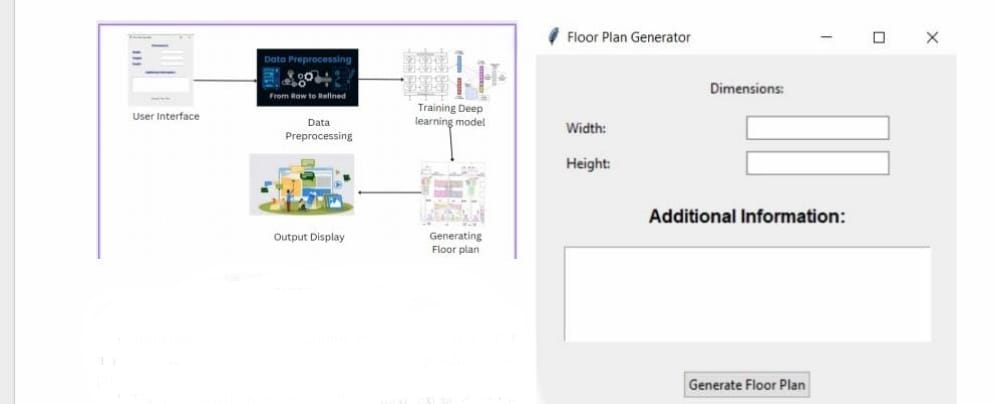 Data Preprocessing
From Raw to Refined
User Interface
Data
Preprocessing
Training Deep
learning model
Output Display
Generating
Floor plan
Floor Plan Generator
Dimensions:
Width:
Height:
Additional Information:
Generate Floor Plan